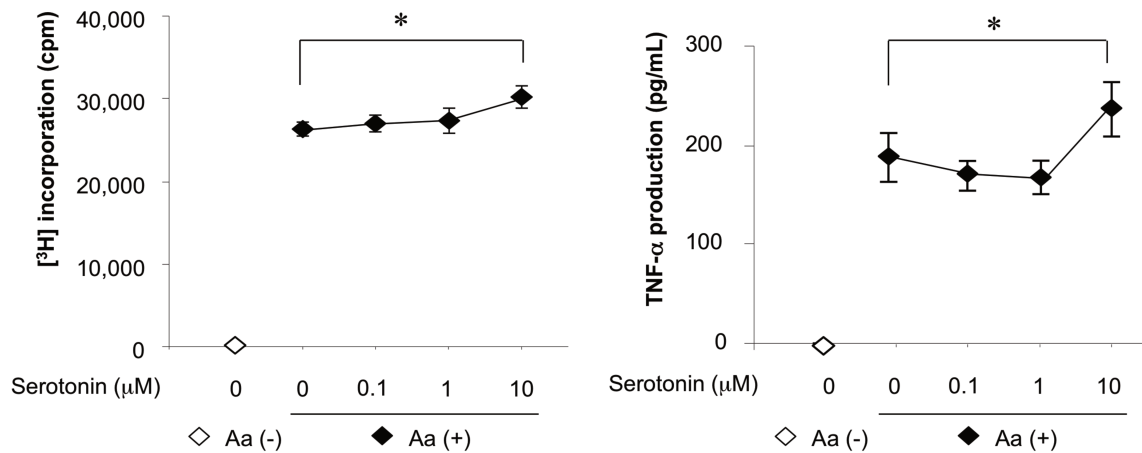 [³H] incorporation (cpm)
40,000
30,000
20,000
10,000
0
*
Serotonin (μM) 0 0 0.1 1 10
Aa (-) Aa (+)
TNF-α production (pg/mL)
300
200
100
0
*
Serotonin (μM) 0 0 0.1 1 10
Aa (-) Aa (+)